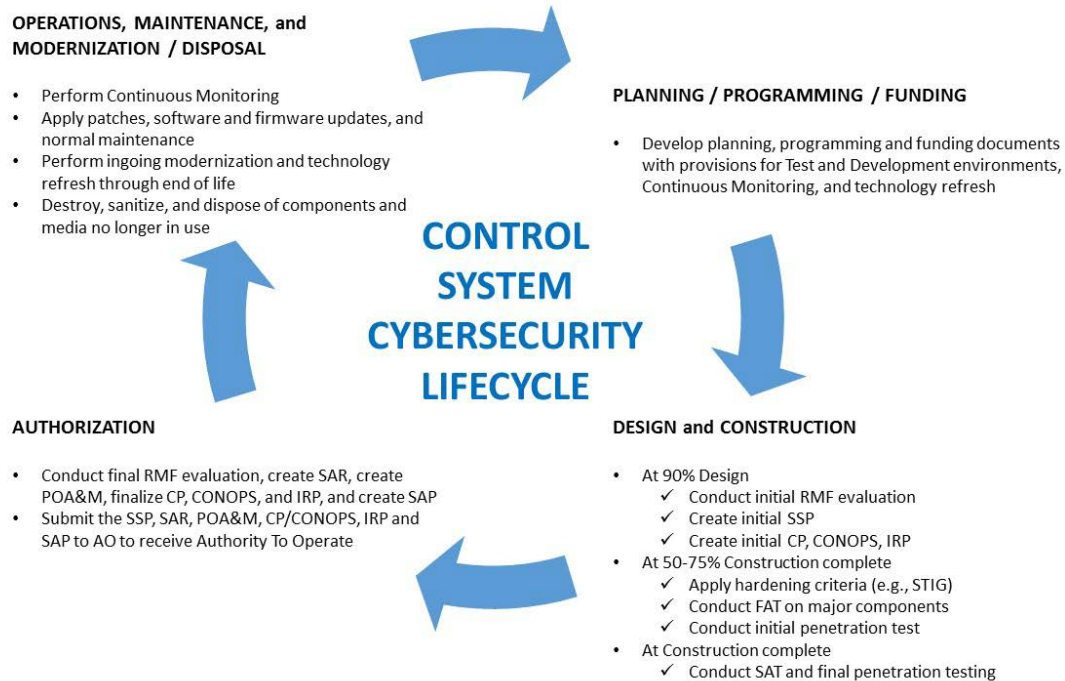 OPERATIONS, MAINTENANCE, and
MODERNIZATION / DISPOSAL
• Perform Continuous Monitoring
• Apply patches, software and firmware updates, and
normal maintenance
• Perform ingoing modernization and technology
refresh through end of life
• Destroy, sanitize, and dispose of components and
media no longer in use
PLANNING / PROGRAMMING / FUNDING
• Develop planning, programming and funding documents
with provisions for Test and Development environments,
Continuous Monitoring, and technology refresh
CONTROL
SYSTEM
CYBERSECURITY
LIFECYCLE
AUTHORIZATION
• Conduct final RMF evaluation, create SAR, create
POA&M, finalize CP, CONOPS, and IRP, and create SAP
• Submit the SSP, SAR, POA&M, CP/CONOPS, IRP and
SAP to AO to receive Authority To Operate
DESIGN and CONSTRUCTION
• At 90% Design
✓ Conduct initial RMF evaluation
✓ Create initial SSP
✓ Create initial CP, CONOPS, IRP
• At 50-75% Construction complete
✓ Apply hardening criteria (e.g., STIG)
✓ Conduct FAT on major components
✓ Conduct initial penetration test
• At Construction complete
✓ Conduct SAT and final penetration testing